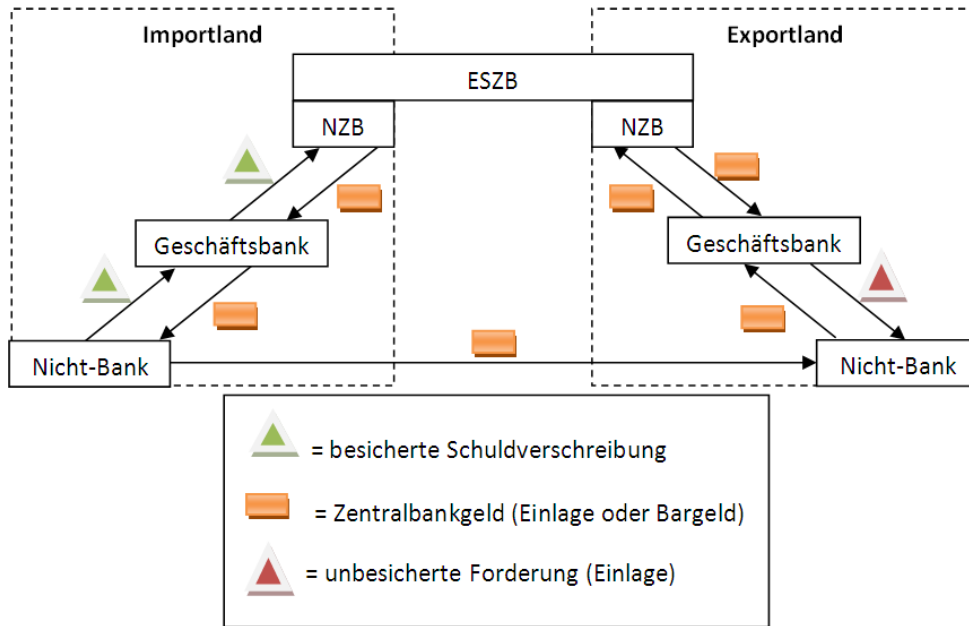 Importland
Exportland
ESZB
NZB
NZB
Geschäftsbank
Geschäftsbank
Nicht-Bank
Nicht-Bank
= besicherte Schuldverschreibung
= Zentralbankgeld (Einlage oder Bargeld)
= unbesicherte Forderung (Einlage)